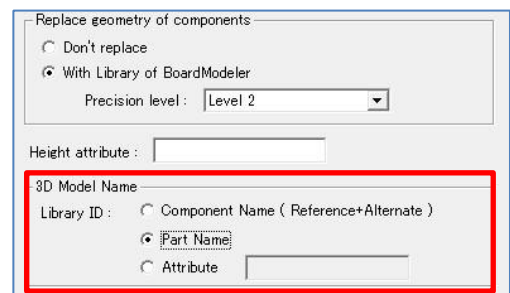 Replace geometry of components
Don't replace
With Library of BoardModeler
Precision level : Level 2
Height attribute :
3D Model Name
Library ID : Component Name ( Reference+Alternate )
Part Name
Attribute